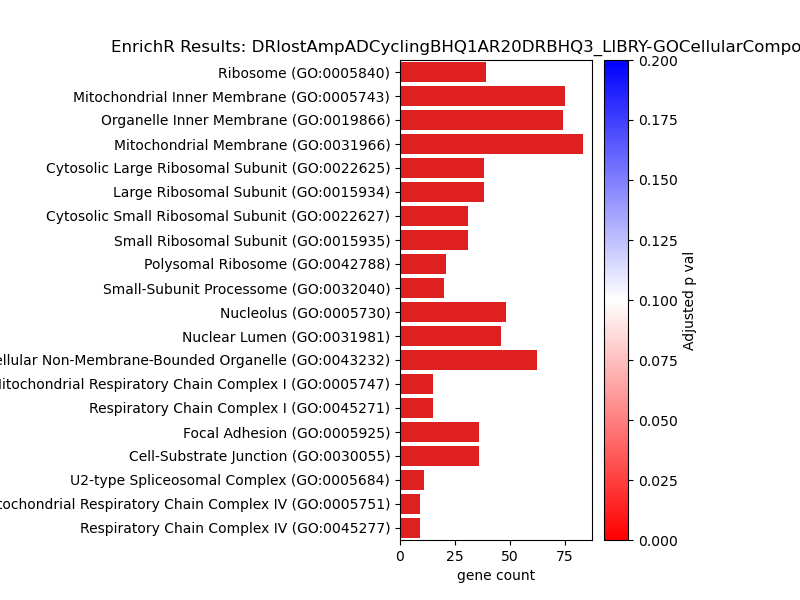 EnrichR Results: DRIostAmpADCyclingBHQ1AR20DRBHQ3_LIBRY-GOCellularCompo
Ribosome (GO:0005840)
Mitochondrial Inner Membrane (GO:0005743)
Organelle Inner Membrane (GO:0019866)
Mitochondrial Membrane (GO:0031966)
Cytosolic Large Ribosomal Subunit (GO:0022625)
Large Ribosomal Subunit (GO:0015934)
Cytosolic Small Ribosomal Subunit (GO:0022627)
Small Ribosomal Subunit (GO:0015935)
Polysomal Ribosome (GO:0042788)
Small-Subunit Processome (GO:0032040)
Nucleolus (GO:0005730)
Nuclear Lumen (GO:0031981)
ellular Non-Membrane-Bounded Organelle (GO:0043232)
itochondrial Respiratory Chain Complex I (GO:0005747)
Respiratory Chain Complex I (GO:0045271)
Focal Adhesion (GO:0005925)
Cell-Substrate Junction (GO:0030055)
U2-type Spliceosomal Complex (GO:0005684)
tochondrial Respiratory Chain Complex IV (GO:0005751)
Respiratory Chain Complex IV (GO:0045277)
0 25 50 75
gene count
0.200
0.175
0.150
0.125
0.100
0.075
0.050
0.025
0.000
Adjusted p val